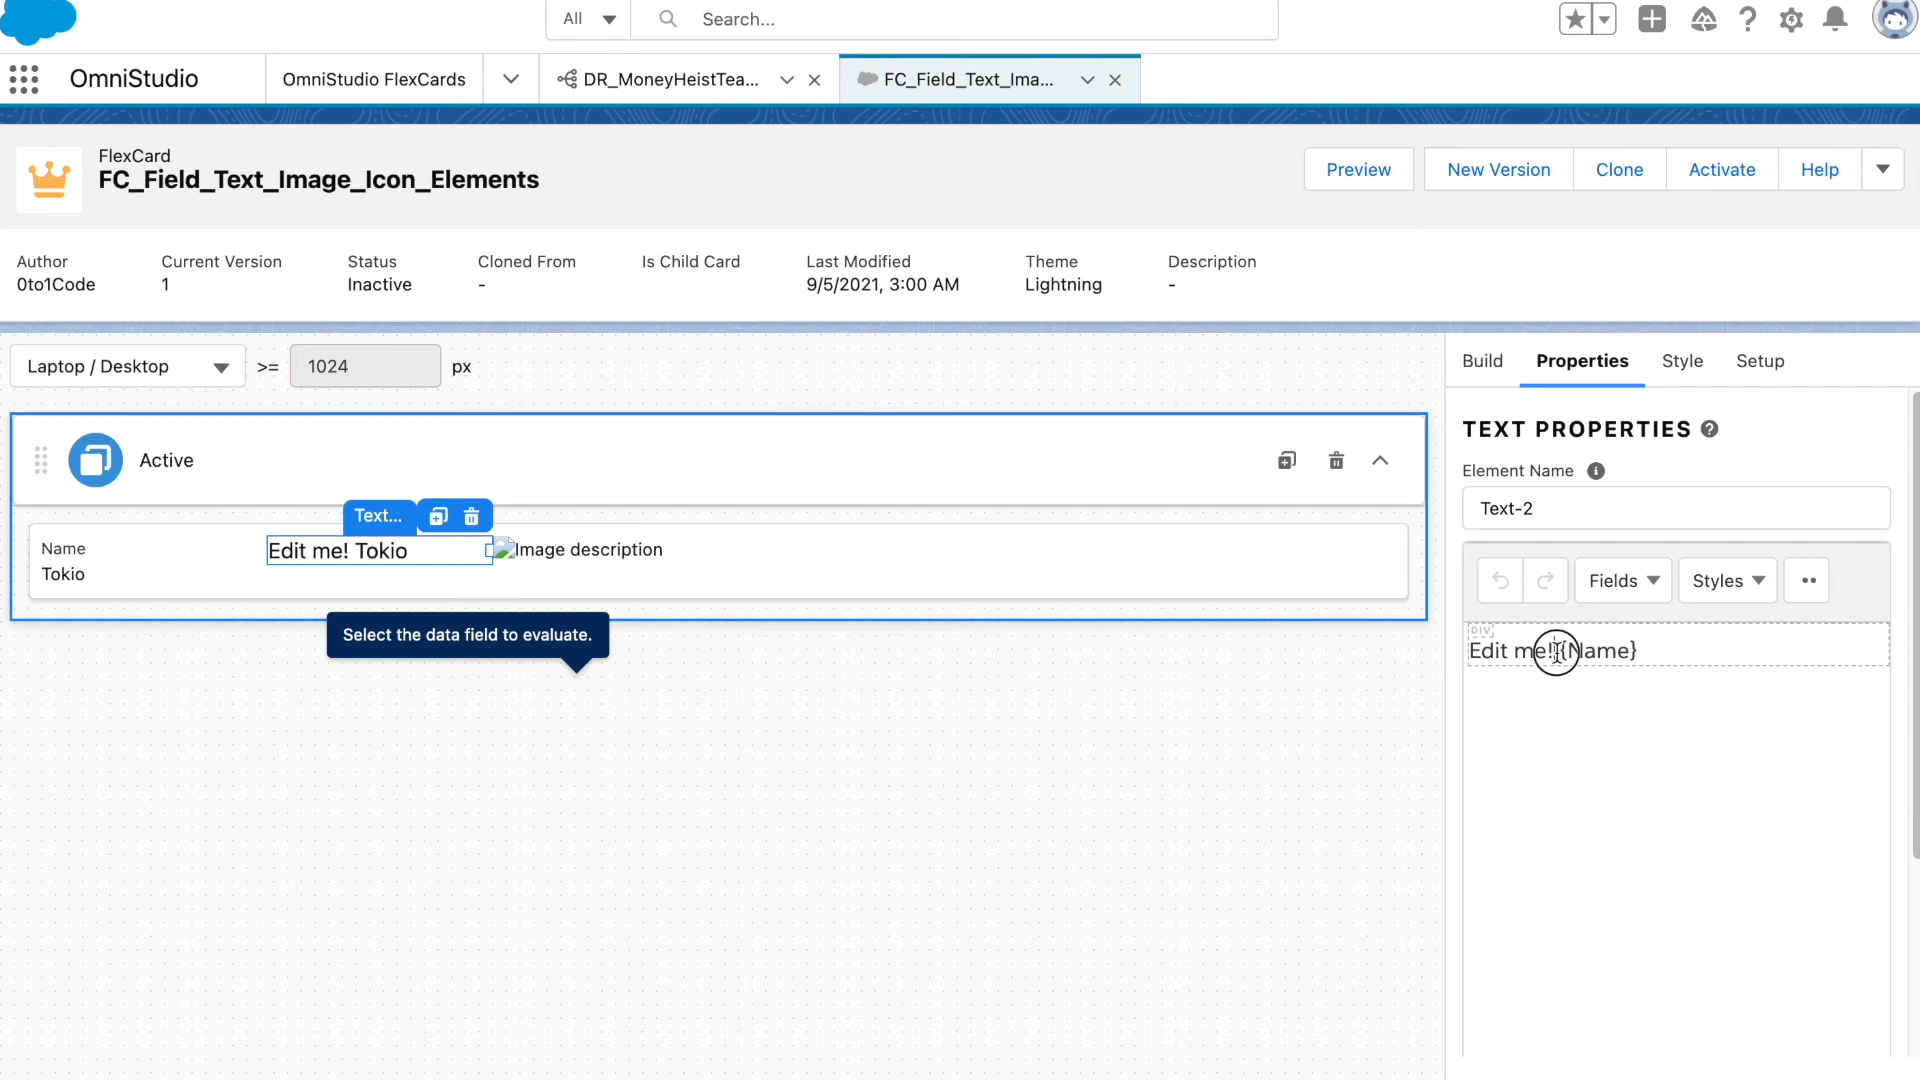 All
Search...
OmniStudio
OmniStudio FlexCards
DR_MoneyHeistTea...
FC_Field_Text_Ima...
FlexCard
FC_Field_Text_Image_Icon_Elements
Preview
New Version
Clone
Activate
Help
Author
0to1Code
Current Version
1
Status
Inactive
Cloned From
-
Is Child Card
Last Modified
9/5/2021, 3:00 AM
Theme
Lightning
Description
-
Laptop / Desktop
>=
1024
px
Build
Properties
Style
Setup
Active
Text...
Name
Tokio
Edit me! Tokio
Image description
Select the data field to evaluate.
TEXT PROPERTIES
Element Name
Text-2
Fields
Styles
DIV
Edit me! {Name}